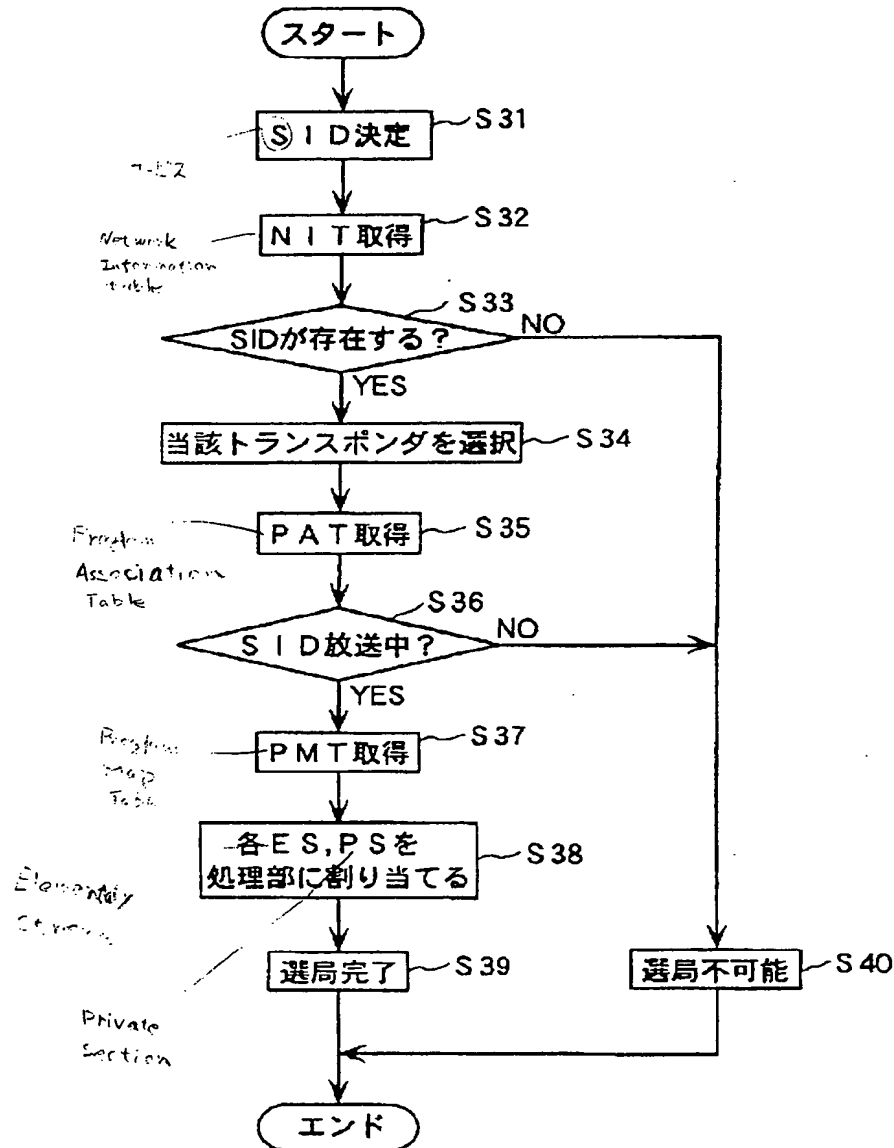 スタート
SID決定
S31
サービス
NIT取得
S32
Network
Information
table
S33
SIDが存在する?
NO
YES
当該トランスポンダを選択
S34
PAT取得
S35
Program
Association
Table
S36
SID放送中?
NO
YES
PMT取得
S37
Program
Map
Table
各ES,PSを
処理部に割り当てる
S38
Elementary
選局完了
S39
選局不可能
S40
Private
Section
エンド